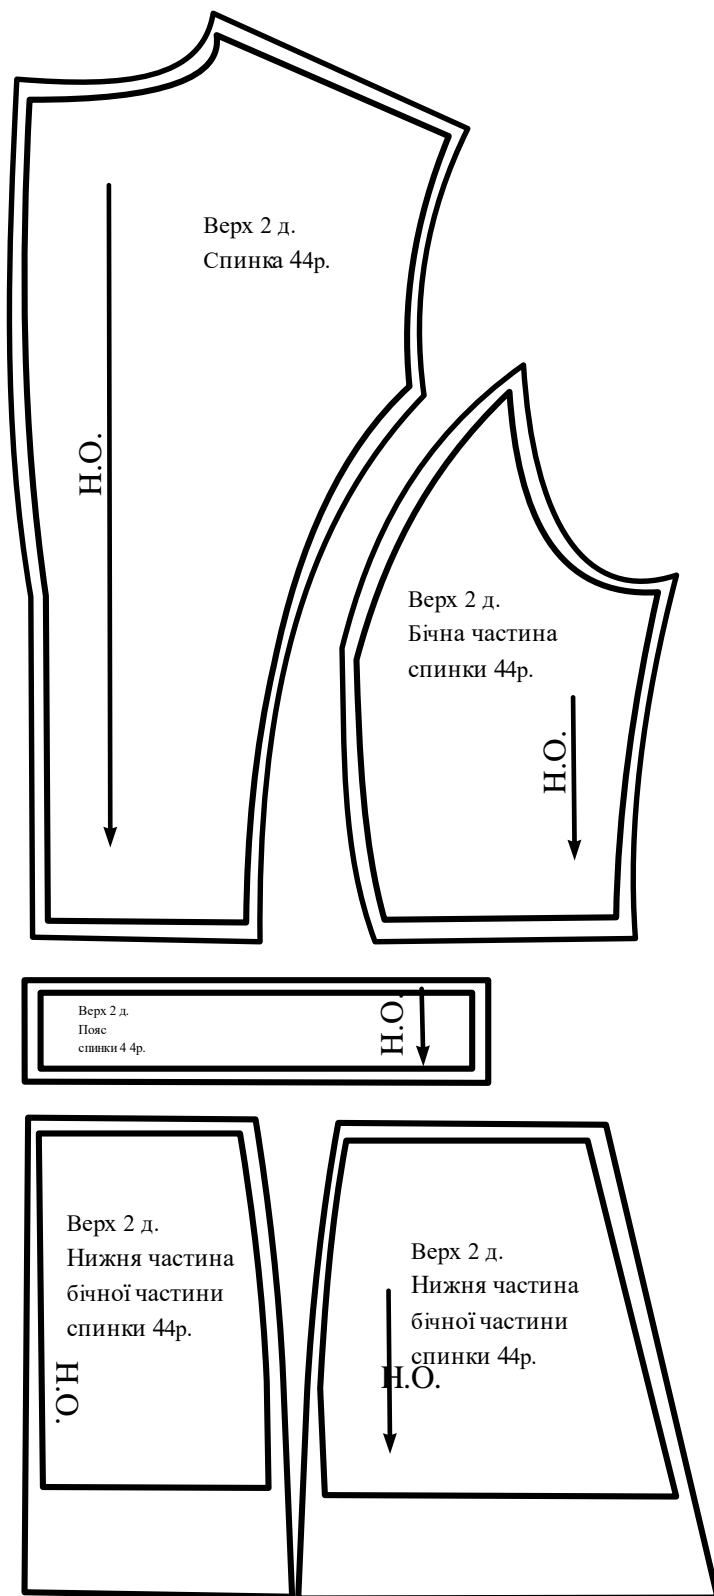 Верх 2 д.
Спинка 44р.
Н.О.
Верх 2 д.
Бічна частина
спинки 44р.
Н.О.
Верх 2 д.
Пояс
спинки 4 4р.
Н.О.
Верх 2 д.
Нижня частина
бічної частини
спинки 44р.
Н.О.
Верх 2 д.
Нижня частина
бічної частини
спинки 44р.
Н.О.